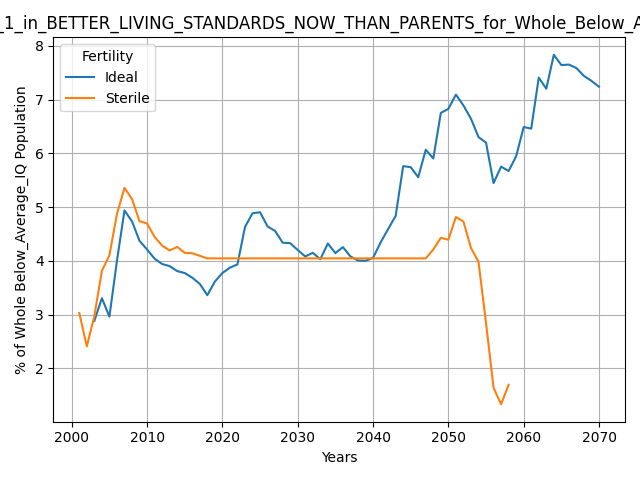 _1_in_BETTER_LIVING_STANDARDS_NOW_THAN_PARENTS_for_Whole_Below_A
Fertility
Ideal
Sterile
% of Whole Below_Average_IQ Population
8
7
6
5
4
3
2
2000 2010 2020 2030 2040 2050 2060 2070
Years